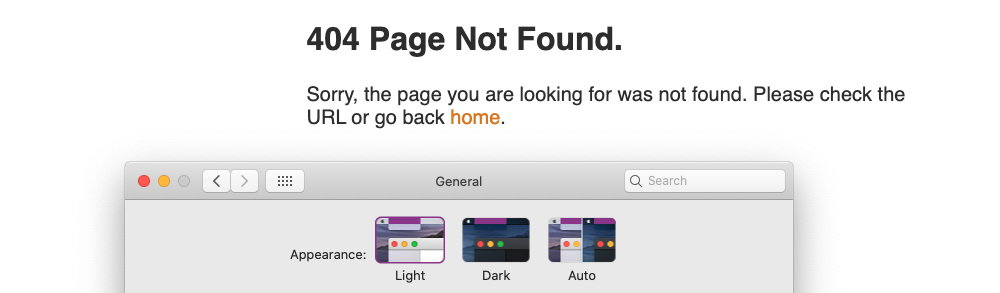 404 Page Not Found.
Sorry, the page you are looking for was not found. Please check the
URL or go back home.
General
Search
Appearance:
Light
Dark
Auto